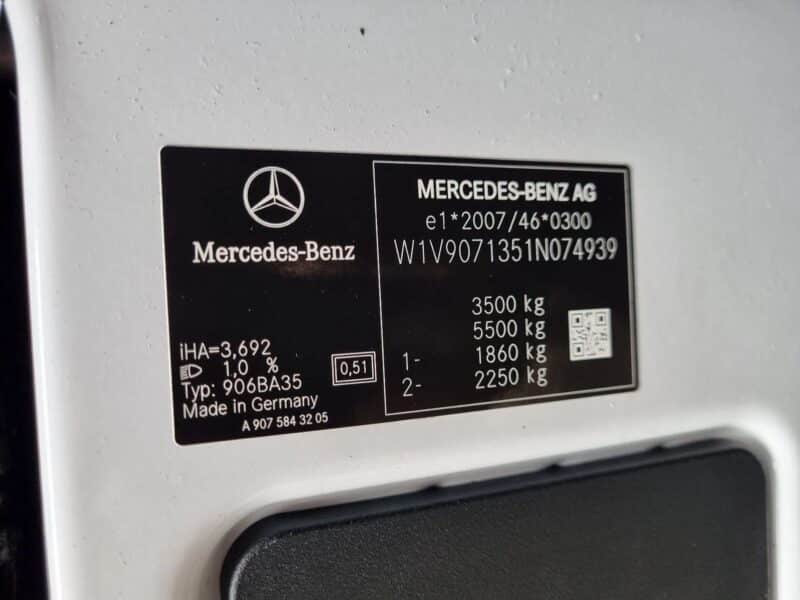 Mercedes-Benz
iHA=3,692
1,0 %
Typ: 906BA35
Made in Germany
A 907 584 32 05
0,51
MERCEDES-BENZ AG
e1*2007/46*0300
W1V9071351N074939
3500 kg
5500 kg
1- 1860 kg
2- 2250 kg